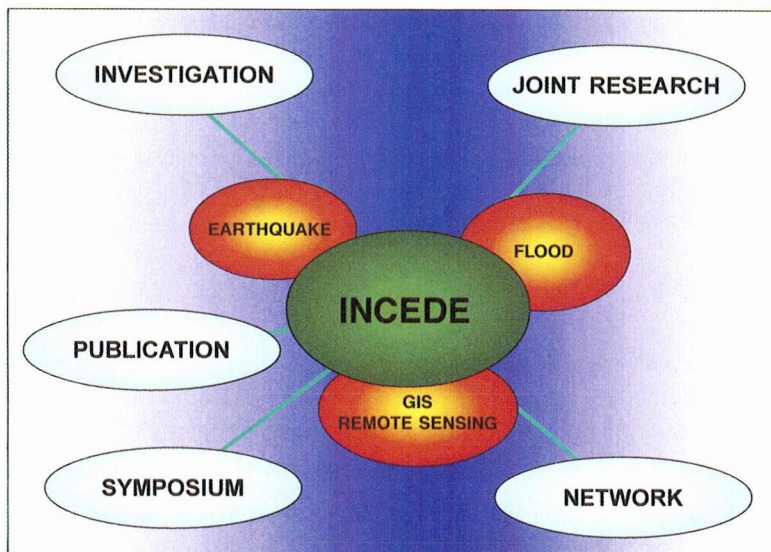 INVESTIGATION
JOINT RESEARCH
EARTHQUAKE
FLOOD
INCEDE
PUBLICATION
GIS
REMOTE SENSING
SYMPOSIUM
NETWORK